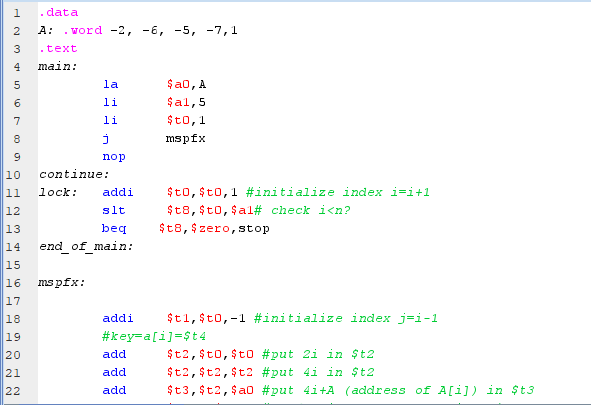 1 .data
2 A: .word -2, -6, -5, -7,1
3 .text
4 main:
5 la $a0,A
6 li $a1,5
7 li $t0,1
8 j mspfx
9 nop
10 continue:
11 lock: addi $t0,$t0,1 #initialize index i=i+1
12 slt $t8,$t0,$a1# check i<n?
13 beq $t8,$zero,stop
14 end_of_main:
15
16 mspfx:
17
18 addi $t1,$t0,-1 #initialize index j=i-1
19 #key=a[i]=$t4
20 add $t2,$t0,$t0 #put 2i in $t2
21 add $t2,$t2,$t2 #put 4i in $t2
22 add $t3,$t2,$a0 #put 4i+A (address of A[i]) in $t3